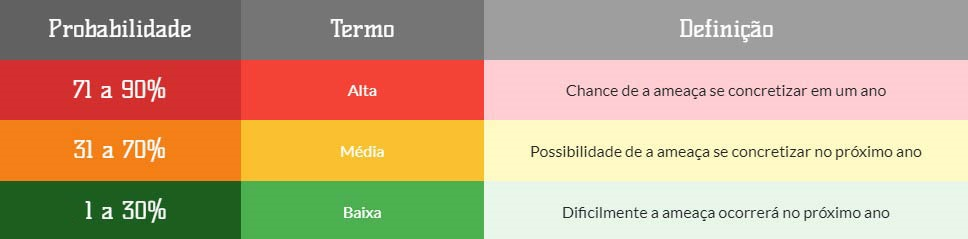 Probabilidade Termo Definição
71 a 90% Alta Chance de a ameaça se concretizar em um ano
31 a 70% Média Possibilidade de a ameaça se concretizar no próximo ano
1 a 30% Baixa Dificilmente a ameaça ocorrerá no próximo ano